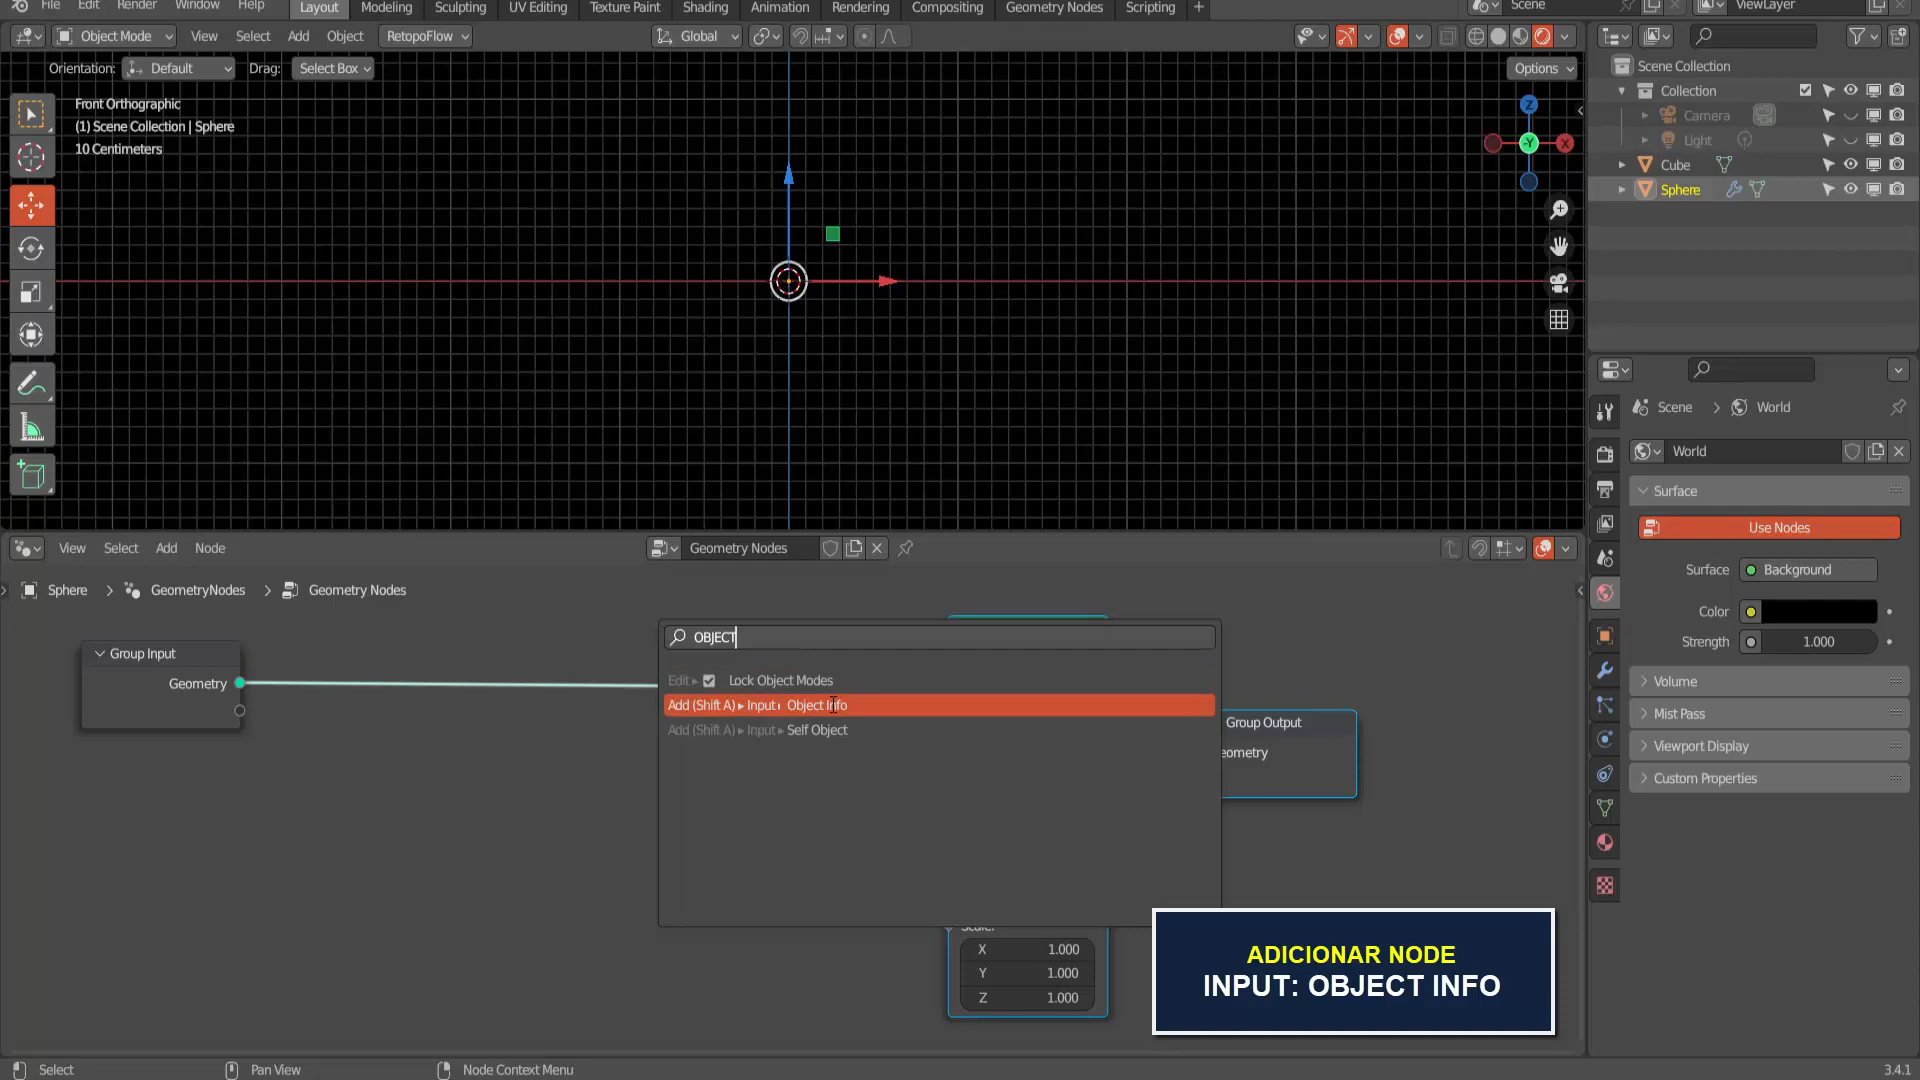 File Edit Render Window Help Layout Modeling Sculpting UV Editing Texture Paint Shading Animation Rendering Compositing Geometry Nodes Scripting + Scene ViewLayer
Object Mode View Select Add Object RetopoFlow Global
Orientation: Default Drag: Select Box Options
Front Orthographic
(1) Scene Collection | Sphere
10 Centimeters
Z
-Y
X
Scene Collection
Collection
Camera
Light
Cube
Sphere
Scene > World
World
Surface
Use Nodes
Surface Background
Color
Strength 1.000
Volume
Mist Pass
Viewport Display
Custom Properties
View Select Add Node Geometry Nodes
Sphere > GeometryNodes > Geometry Nodes
Group Input
Geometry
OBJECT
Edit Lock Object Modes
Add (Shift A) Input Object Info
Add (Shift A) Input Self Object
Group Output
eometry
Scale:
X 1.000
Y 1.000
Z 1.000
ADICIONAR NODE
INPUT: OBJECT INFO
Select Pan View Node Context Menu 3.4.1